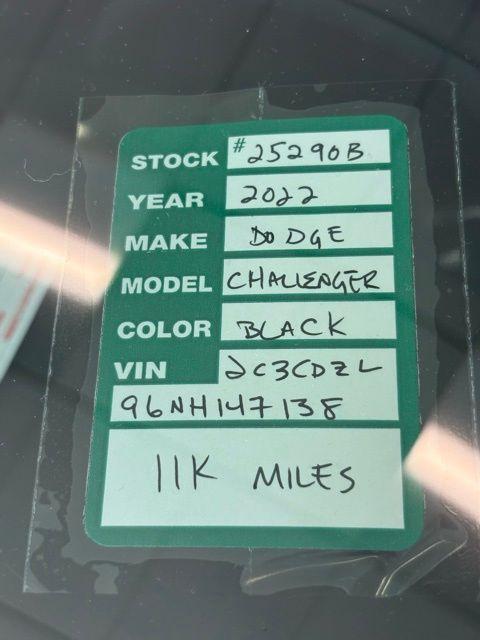 STOCK #25290B
YEAR 2022
MAKE DODGE
MODEL CHALLENGER
COLOR BLACK
VIN 2C3CDZL
96NH147138
11K MILES